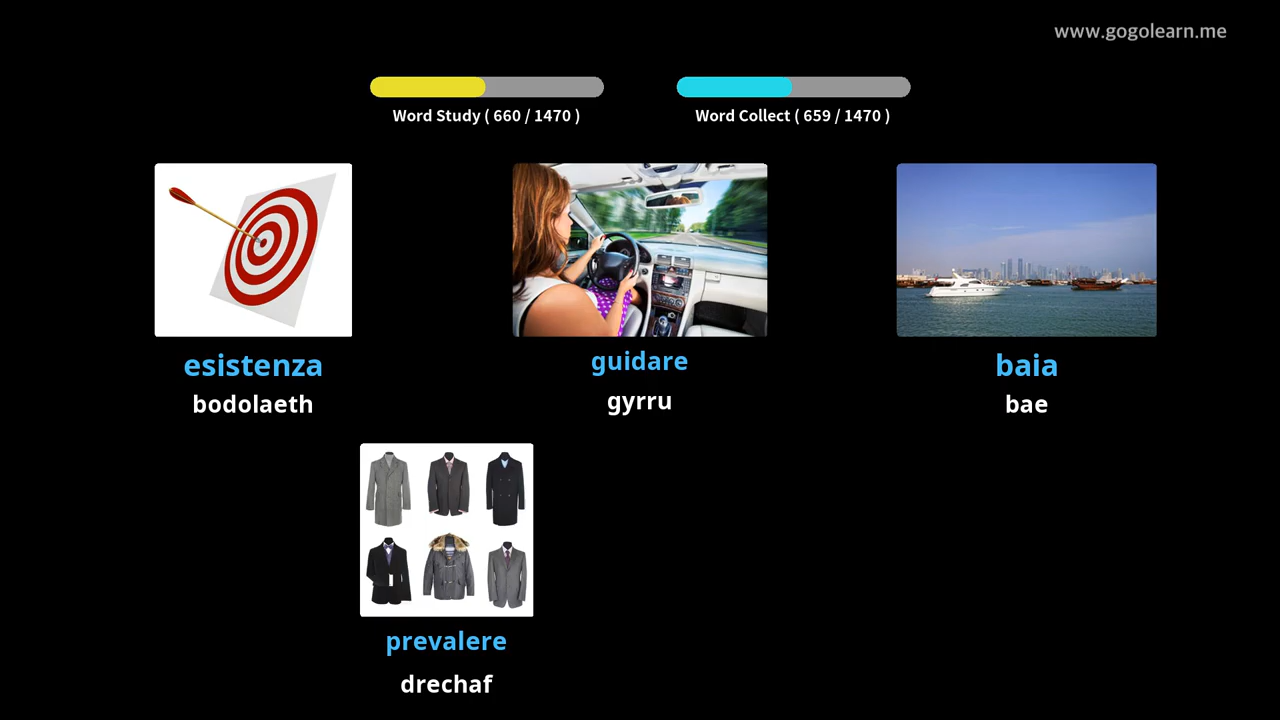 www.gogolearn.me
Word Study ( 660 / 1470 )
Word Collect ( 659 / 1470 )
esistenza
bodolaeth
guidare
gyrru
baia
bae
prevalere
drechaf